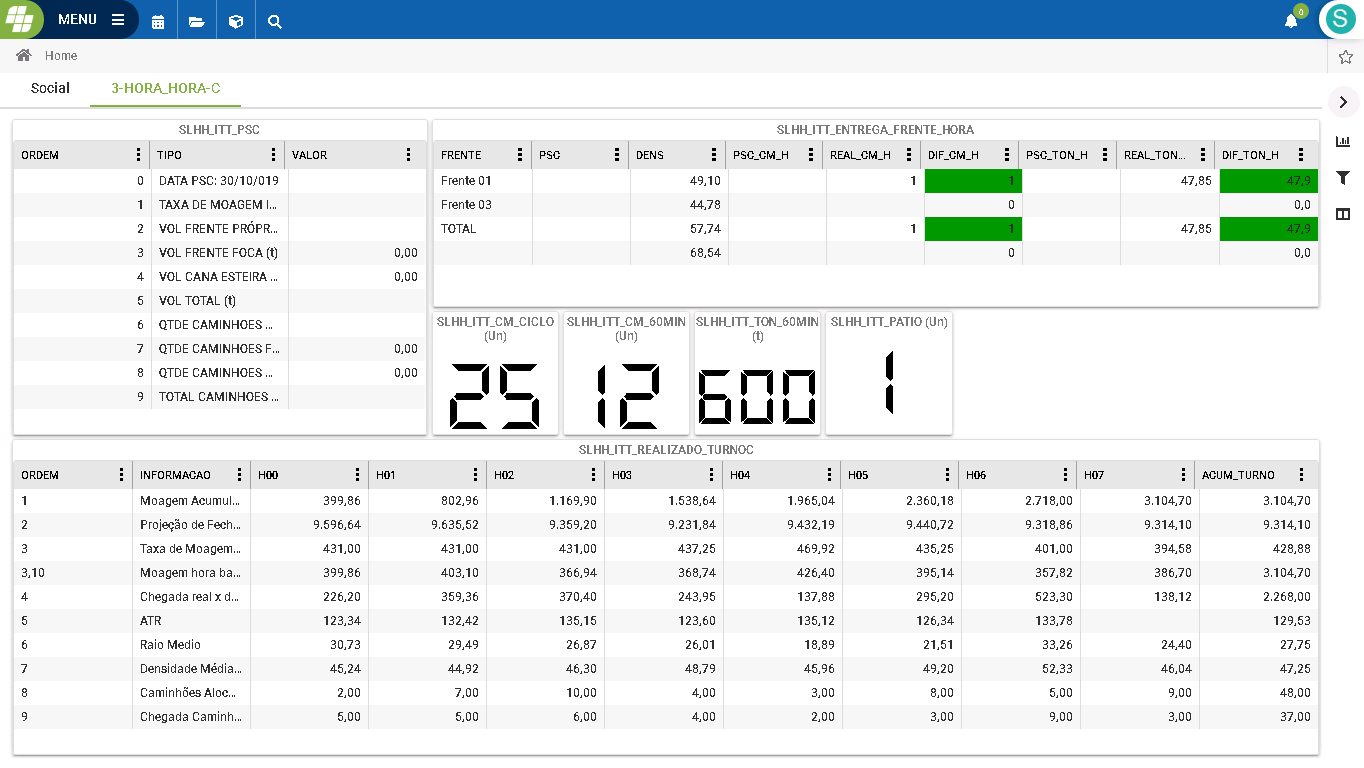 MENU
0
S
Home
Social 3-HORA_HORA-C
SLHH_ITT_PSC
ORDEM TIPO VALOR
0 DATA PSC: 30/10/019
1 TAXA DE MOAGEM I...
2 VOL FRENTE PRÓPR...
3 VOL FRENTE FOCA (t) 0,00
4 VOL CANA ESTEIRA ... 0,00
5 VOL TOTAL (t)
6 QTDE CAMINHOES ...
7 QTDE CAMINHOES F... 0,00
8 QTDE CAMINHOES ... 0,00
9 TOTAL CAMINHOES ...
SLHH_ITT_ENTREGA_FRENTE_HORA
FRENTE PSC DENS PSC_CM_H REAL_CM_H DIF_CM_H PSC_TON_H REAL_TON... DIF_TON_H
Frente 01 49,10 1 1 47,85 47,9
Frente 03 44,78 0 0,0
TOTAL 57,74 1 1 47,85 47,9
68,54 0 0,0
SLHH_ITT_CM_CICLO (Un)
25
SLHH_ITT_CM_60MIN (Un)
12
SLHH_ITT_TON_60MIN (t)
600
SLHH_ITT_PATIO (Un)
1
SLHH_ITT_REALIZADO_TURNOC
ORDEM INFORMACAO H00 H01 H02 H03 H04 H05 H06 H07 ACUM_TURNO
1 Moagem Acumul... 399,86 802,96 1.169,90 1.538,64 1.965,04 2.360,18 2.718,00 3.104,70 3.104,70
2 Projeção de Fech... 9.596,64 9.635,52 9.359,20 9.231,84 9.432,19 9.440,72 9.318,86 9.314,10 9.314,10
3 Taxa de Moagem... 431,00 431,00 431,00 437,25 469,92 435,25 401,00 394,58 428,88
3,10 Moagem hora ba... 399,86 403,10 366,94 368,74 426,40 395,14 357,82 386,70 3.104,70
4 Chegada real x d... 226,20 359,36 370,40 243,95 137,88 295,20 523,30 138,12 2.268,00
5 ATR 123,34 132,42 135,15 123,60 135,12 126,34 133,78 129,53
6 Raio Medio 30,73 29,49 26,87 26,01 18,89 21,51 33,26 24,40 27,75
7 Densidade Média... 45,24 44,92 46,30 48,79 45,96 49,20 52,33 46,04 47,25
8 Caminhões Aloc... 2,00 7,00 10,00 4,00 3,00 8,00 5,00 9,00 48,00
9 Chegada Caminh... 5,00 5,00 6,00 4,00 2,00 3,00 9,00 3,00 37,00